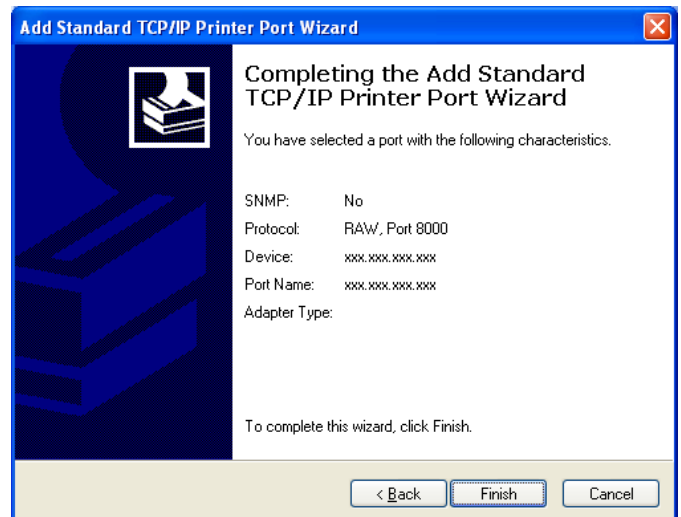 Add Standard TCP/IP Printer Port Wizard
Completing the Add Standard
TCP/IP Printer Port Wizard
You have selected a port with the following characteristics.
SNMP: No
Protocol: RAW, Port 8000
Device: xxx.xxx.xxx.xxx
Port Name: xxx.xxx.xxx.xxx
Adapter Type:
To complete this wizard, click Finish.
< Back Finish Cancel